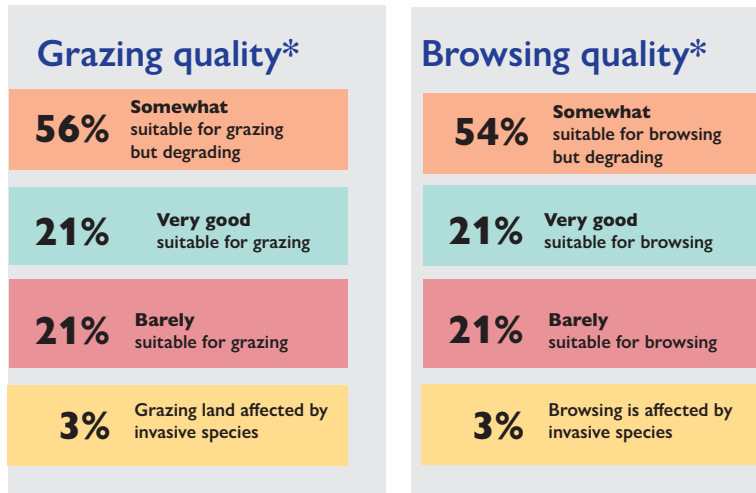 Grazing quality*
56%
Somewhat
suitable for grazing
but degrading
21%
Very good
suitable for grazing
21%
Barely
suitable for grazing
3%
Grazing land affected by
invasive species
Browsing quality*
54%
Somewhat
suitable for browsing
but degrading
21%
Very good
suitable for browsing
21%
Barely
suitable for browsing
3%
Browsing is affected by
invasive species